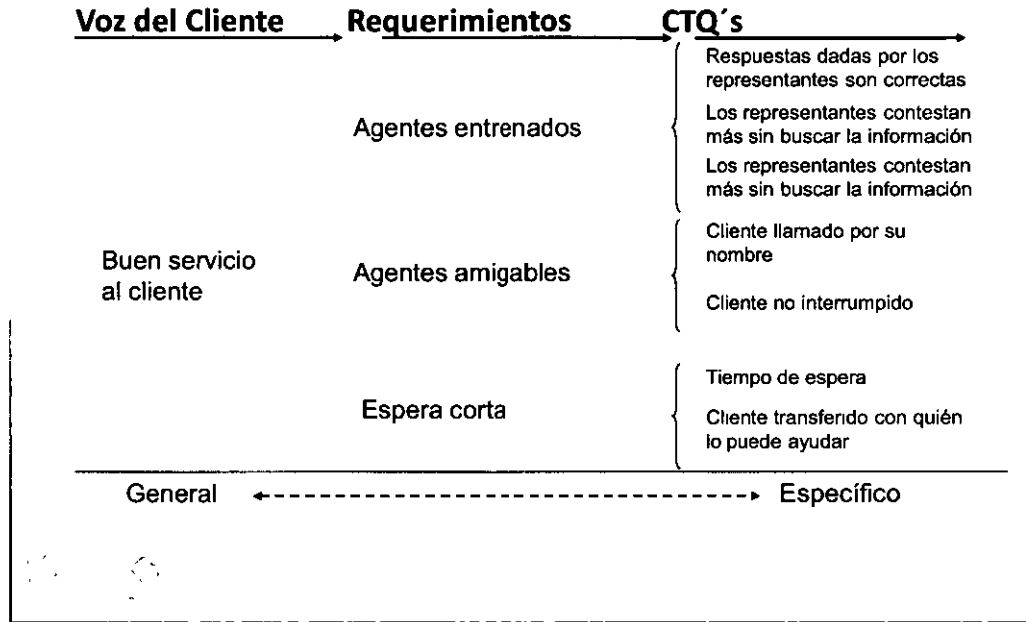 Voz del Cliente Requerimientos CTQ´s
Respuestas dadas por los
representantes son correctas
Agentes entrenados
Los representantes contestan
más sin buscar la información
Los representantes contestan
más sin buscar la información
Buen servicio
al cliente
Agentes amigables
Cliente llamado por su
nombre
Cliente no interrumpido
Espera corta
Tiempo de espera
Cliente transferido con quién
lo puede ayudar
General Específico